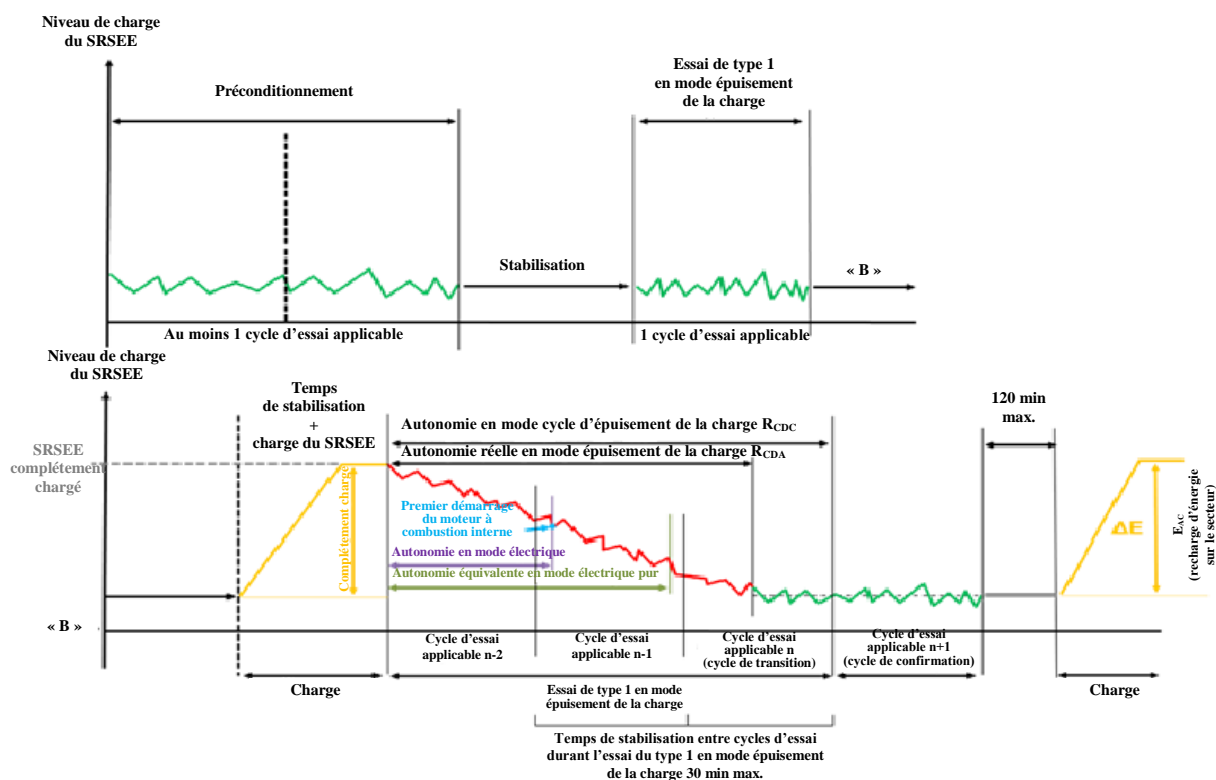 Niveau de charge
du SRSEE
Préconditionnement
Essai de type 1
en mode épuisement
de la charge
Stabilisation
« B »
Au moins 1 cycle d'essai applicable
1 cycle d'essai applicable
Niveau de charge
du SRSEE
Temps
de stabilisation
+
charge du SRSEE
120 min
max.
Autonomie en mode cycle d'épuisement de la charge RCDC
Autonomie réelle en mode épuisement de la charge RCDA
SRSEE
complétement
chargé
Complétement chargé
Premier démarrage
du moteur à
combustion interne
Autonomie en mode électrique
Autonomie équivalente en mode électrique pur
ΔE
EAC
(recharge d'énergie
sur le secteur)
« B »
Cycle d'essai
applicable n-2
Cycle d'essai
applicable n-1
Cycle d'essai
applicable n
(cycle de transition)
Cycle d'essai
applicable n+1
(cycle de confirmation)
Charge
Essai de type 1 en mode
épuisement de la charge
Charge
Temps de stabilisation entre cycles d'essai
durant l'essai du type 1 en mode épuisement
de la charge 30 min max.